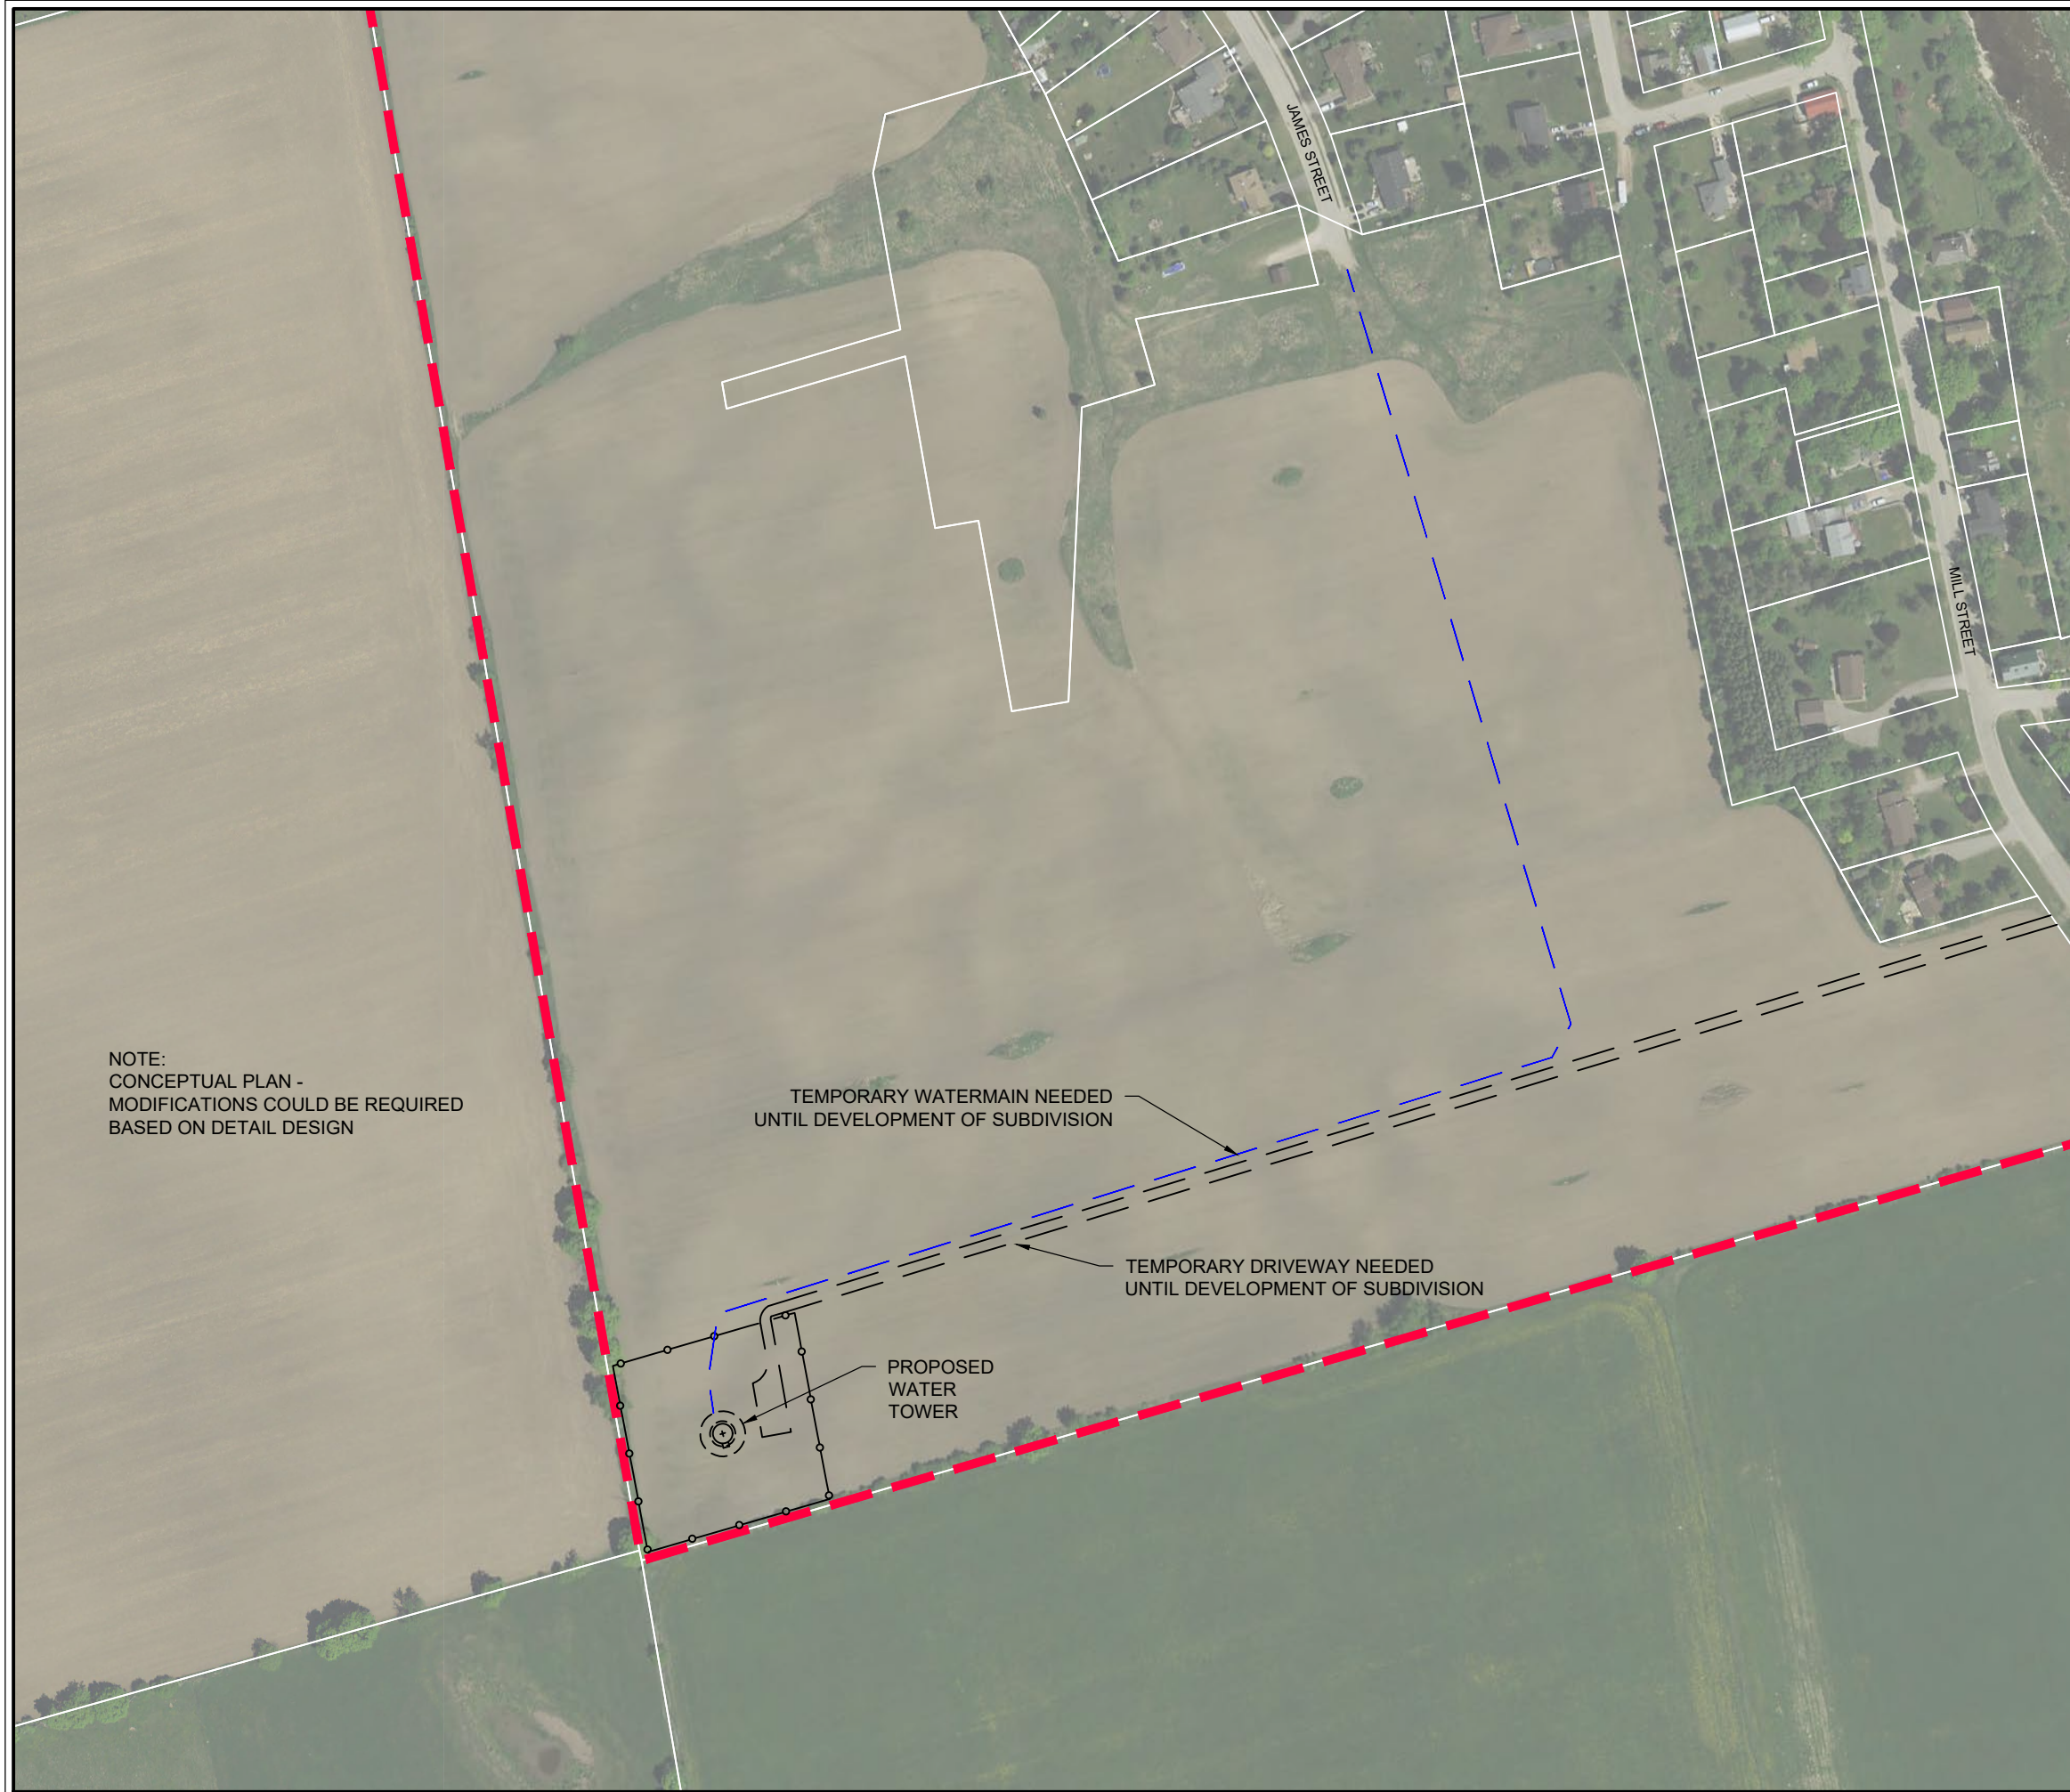 JAMES STREET
MILL STREET
NOTE:
CONCEPTUAL PLAN -
MODIFICATIONS COULD BE REQUIRED
BASED ON DETAIL DESIGN
TEMPORARY WATERMAIN NEEDED
UNTIL DEVELOPMENT OF SUBDIVISION
TEMPORARY DRIVEWAY NEEDED
UNTIL DEVELOPMENT OF SUBDIVISION
PROPOSED
WATER
TOWER